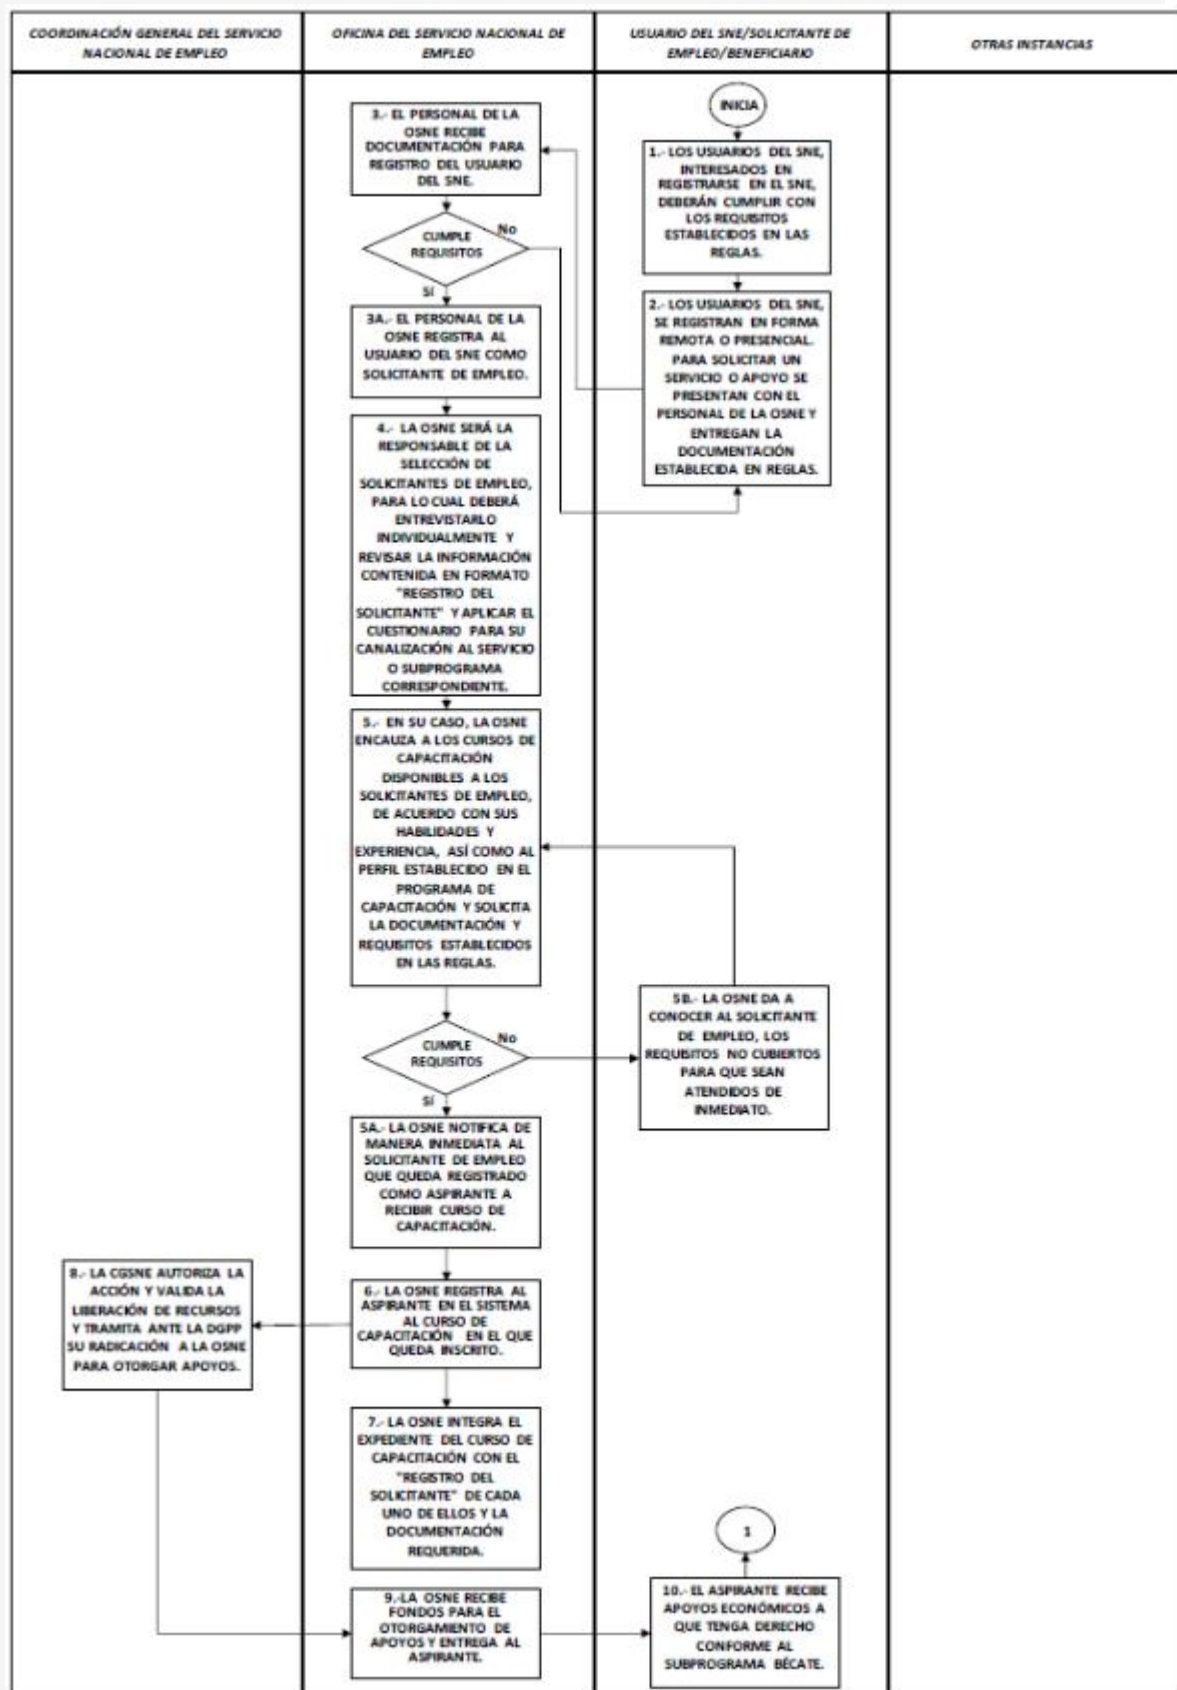 COORDINACIÓN GENERAL DEL SERVICIO
NACIONAL DE EMPLEO
OFICINA DEL SERVICIO NACIONAL DE
EMPLEO
USUARIO DEL SNE/SOLICITANTE DE
EMPLEO/BENEFICIARIO
OTRAS INSTANCIAS
INICIA
1.- LOS USUARIOS DEL SNE,
INTERESADOS EN
REGISTRARSE EN EL SNE,
DEBERÁN CUMPLIR CON
LOS REQUISITOS
ESTABLECIDOS EN LAS
REGLAS.
2.- LOS USUARIOS DEL SNE,
SE REGISTRAN EN FORMA
REMOTA O PRESENCIAL.
PARA SOLICITAR UN
SERVICIO O APOYO SE
PRESENTAN CON EL
PERSONAL DE LA OSNE Y
ENTREGAN LA
DOCUMENTACIÓN
ESTABLECIDA EN REGLAS.
3.- EL PERSONAL DE LA
OSNE RECIBE
DOCUMENTACIÓN PARA
REGISTRO DEL USUARIO
DEL SNE.
CUMPLE
REQUISITOS
No
SÍ
3A.- EL PERSONAL DE LA
OSNE REGISTRA AL
USUARIO DEL SNE COMO
SOLICITANTE DE EMPLEO.
4.- LA OSNE SERÁ LA
RESPONSABLE DE LA
SELECCIÓN DE
SOLICITANTES DE EMPLEO,
PARA LO CUAL DEBERÁ
ENTREVISTARLO
INDIVIDUALMENTE Y
REVISAR LA INFORMACIÓN
CONTENIDA EN FORMATO
"REGISTRO DEL
SOLICITANTE" Y APLICAR EL
CUESTIONARIO PARA SU
CANALIZACIÓN AL SERVICIO
O SUBPROGRAMA
CORRESPONDIENTE.
5.- EN SU CASO, LA OSNE
ENCAUZA A LOS CURSOS DE
CAPACITACIÓN
DISPONIBLES A LOS
SOLICITANTES DE EMPLEO,
DE ACUERDO CON SUS
HABILIDADES Y
EXPERIENCIA, ASÍ COMO AL
PERFIL ESTABLECIDO EN EL
PROGRAMA DE
CAPACITACIÓN Y SOLICITA
LA DOCUMENTACIÓN Y
REQUISITOS ESTABLECIDOS
EN LAS REGLAS.
CUMPLE
REQUISITOS
No
SÍ
5B.- LA OSNE DA A
CONOCER AL SOLICITANTE
DE EMPLEO, LOS
REQUISITOS NO CUBIERTOS
PARA QUE SEAN
ATENDIDOS DE
INMEDIATO.
5A.- LA OSNE NOTIFICA DE
MANERA INMEDIATA AL
SOLICITANTE DE EMPLEO
QUE QUEDA REGISTRADO
COMO ASPIRANTE A
RECIBIR CURSO DE
CAPACITACIÓN.
6.- LA OSNE REGISTRA AL
ASPIRANTE EN EL SISTEMA
AL CURSO DE
CAPACITACIÓN EN EL QUE
QUEDA INSCRITO.
7.- LA OSNE INTEGRA EL
EXPEDIENTE DEL CURSO DE
CAPACITACIÓN CON EL
"REGISTRO DEL
SOLICITANTE" DE CADA
UNO DE ELLOS Y LA
DOCUMENTACIÓN
REQUERIDA.
8.- LA CGSNE AUTORIZA LA
ACCIÓN Y VALIDA LA
LIBERACIÓN DE RECURSOS
Y TRAMITA ANTE LA DGPP
SU RADICACIÓN A LA OSNE
PARA OTORGAR APOYOS.
9.-LA OSNE RECIBE
FONDOS PARA EL
OTORGAMIENTO DE
APOYOS Y ENTREGA AL
ASPIRANTE.
10.- EL ASPIRANTE RECIBE
APOYOS ECONÓMICOS A
QUE TENGA DERECHO
CONFORME AL
SUBPROGRAMA BÉCATE.
1